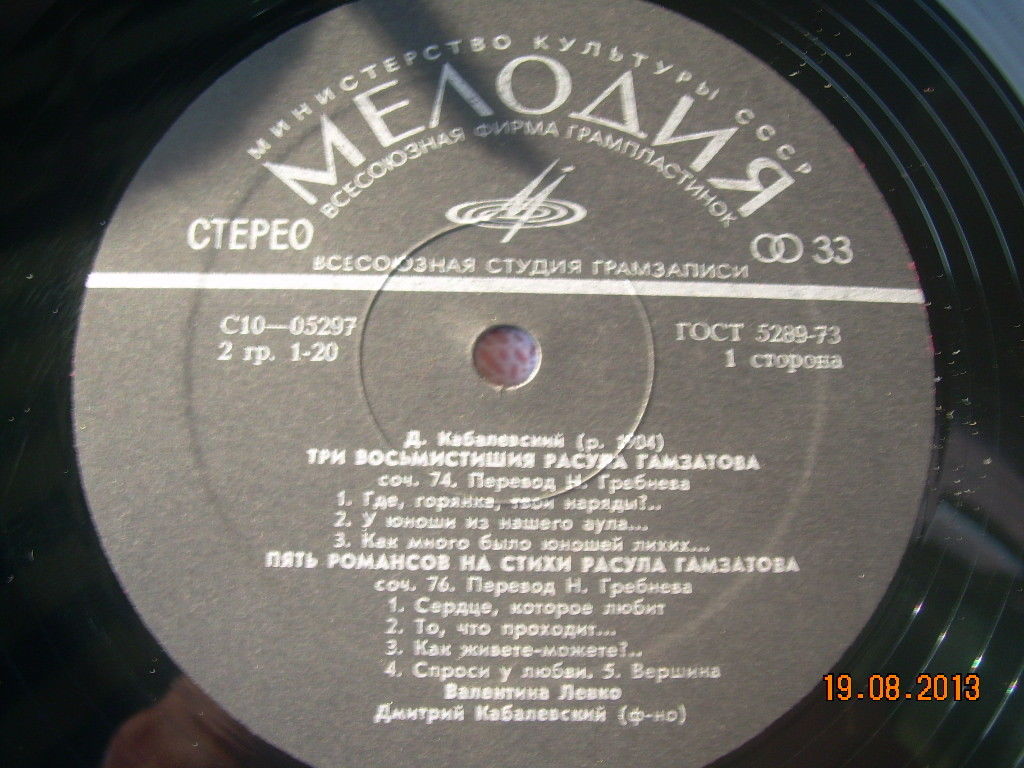 МИНИСТЕРСТВО КУЛЬТУРЫ СССР
МЕЛОДИЯ
ВСЕСОЮЗНАЯ ФИРМА ГРАМПЛАСТИНОК
СТЕРЕО
33
ВСЕСОЮЗНАЯ СТУДИЯ ГРАМЗАПИСИ
С10—05297
ГОСТ 5289-73
2 гр. 1-20
1 сторона
Д. Кабалевский (р. 1904)
ТРИ ВОСЬМИСТИШИЯ РАСУЛА ГАМЗАТОВА
соч. 74. Перевод Н. Гребнева
1. Где, горянка, твои наряды?..
2. У юноши из нашего аула...
3. Как много было юношей лихих...
ПЯТЬ РОМАНСОВ НА СТИХИ РАСУЛА ГАМЗАТОВА
соч. 76. Перевод Н. Гребнева
1. Сердце, которое любит
2. То, что проходит...
3. Как живете-можете?..
4. Спроси у любви. 5. Вершина
Валентина Левко
Дмитрий Кабалевский (ф-но)
19.08.2013